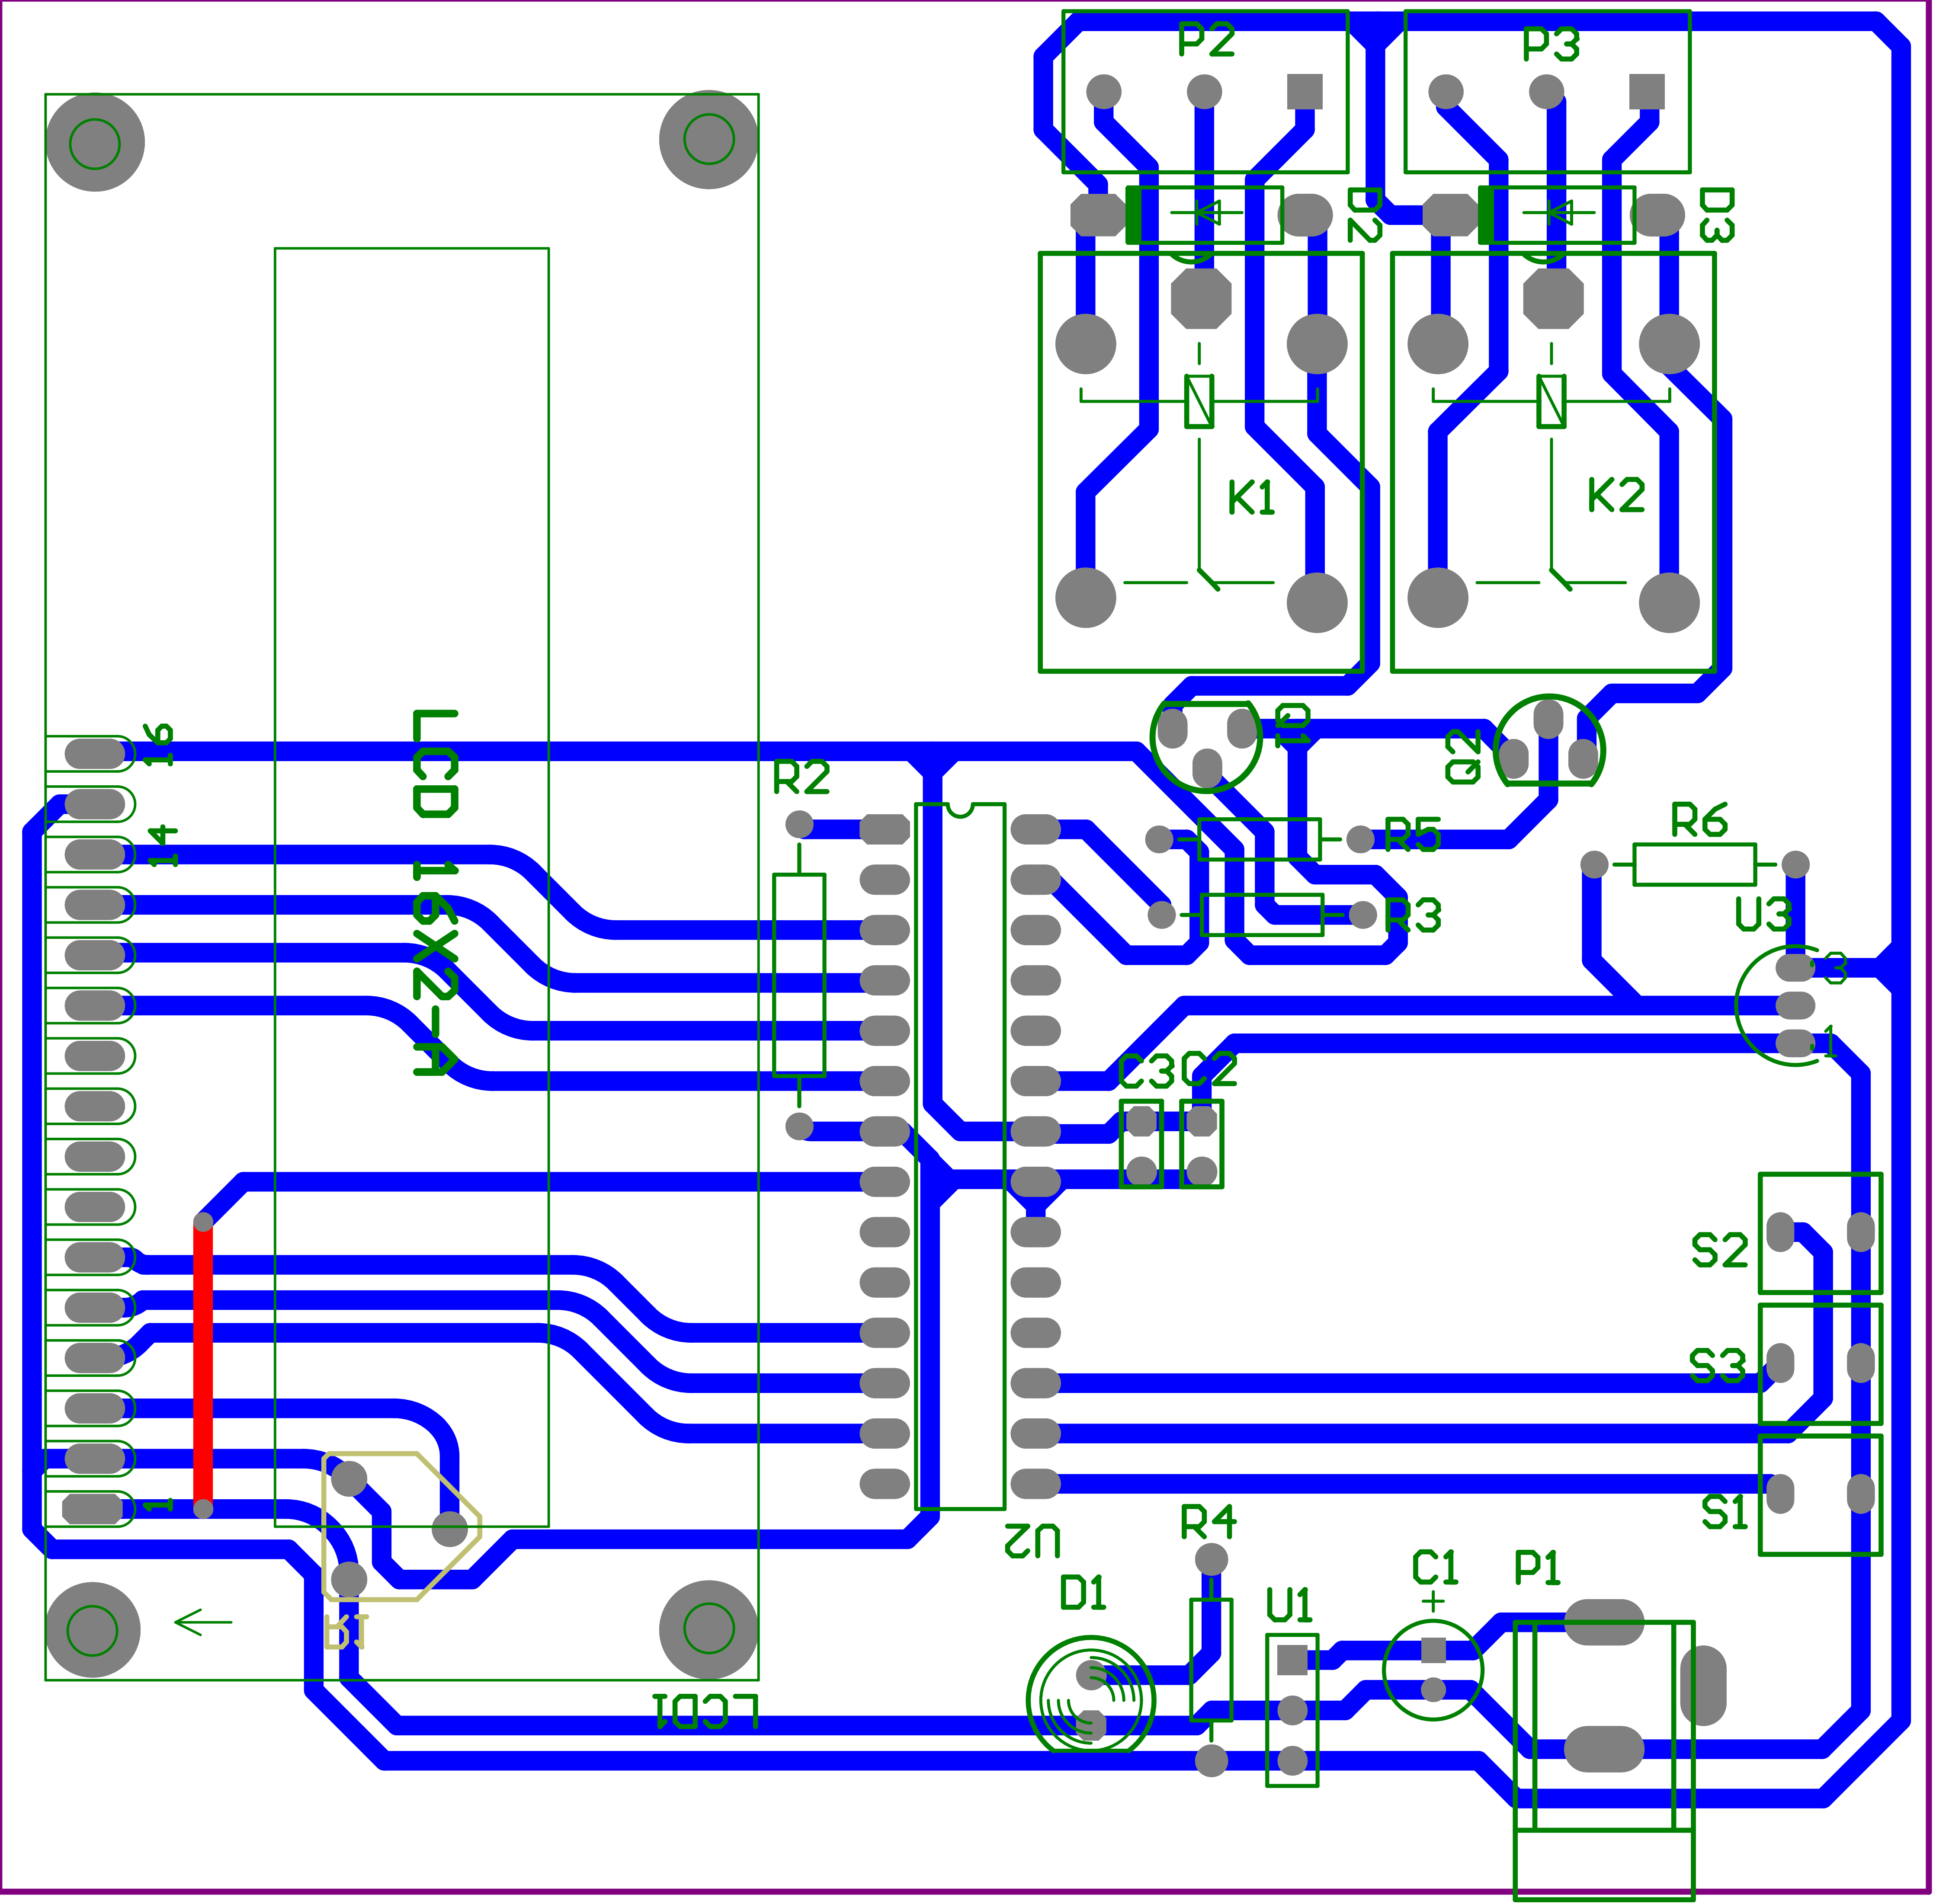 P2
P3
D2
D3
K1
K2
16
LCD-16X2
Q1
Q2
R2
14
R5
R6
R3
U3
3
1
C3
C2
S2
S3
1
S1
U2
R4
D1
U1
C1
+
P1
R1
LCD1